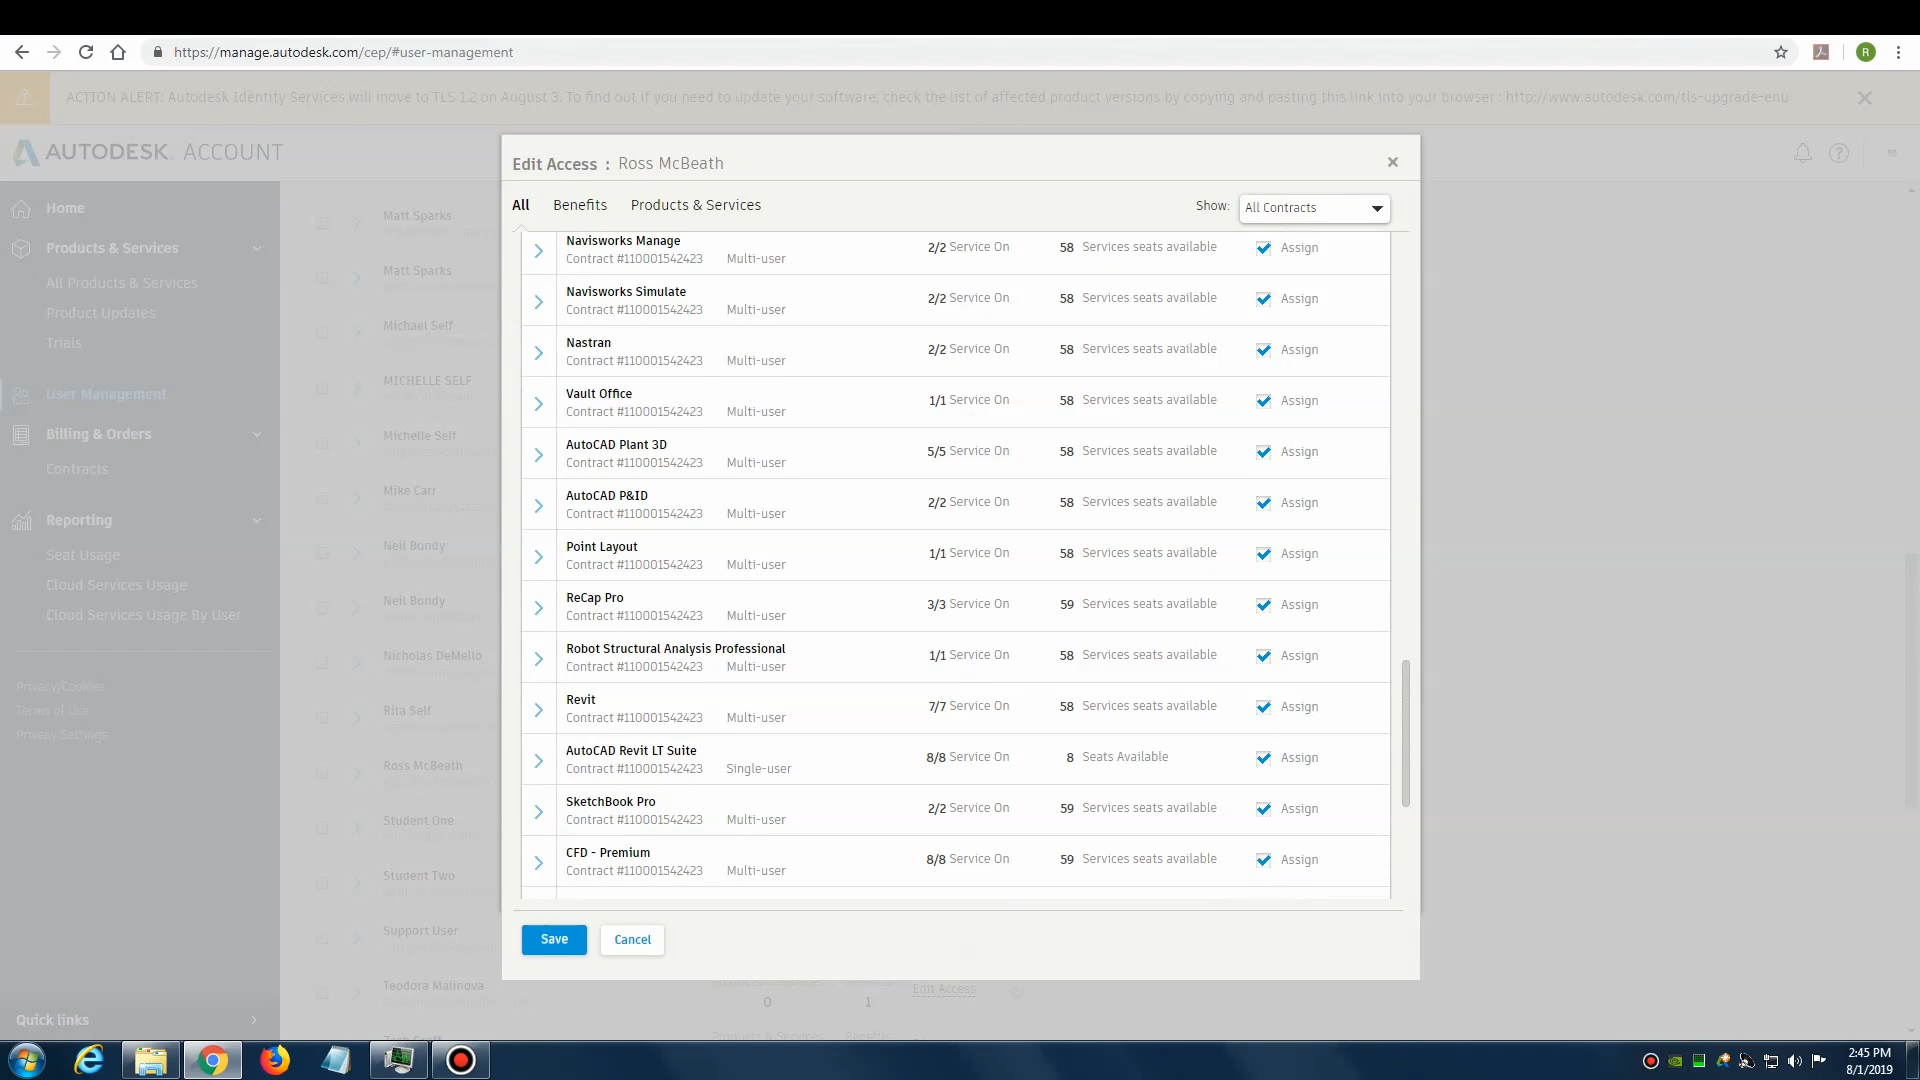 https://manage.autodesk.com/cep/#user-management
R
ACTION ALERT: Autodesk Identity Services will move to TLS 1.2 on August 3. To find out if you need to update your software, check the list of affected product versions by copying and pasting this link into your browser : http://www.autodesk.com/tls-upgrade-enu
AUTODESK. ACCOUNT
Home
Products & Services
All Products & Services
Product Updates
Trials
User Management
Billing & Orders
Contracts
Reporting
Seat Usage
Cloud Services Usage
Cloud Services Usage By User
Privacy/Cookies
Terms of Use
Privacy Settings
Quick links
Matt Sparks
Matt Sparks
Michael Self
MICHELLE SELF
Michelle Self
Mike Carr
Neil Bondy
Neil Bondy
Nicholas DeMello
Rita Self
Ross McBeath
Student One
Student Two
Support User
Teodora Malinova
Edit Access : Ross McBeath
All Benefits Products & Services
Show: All Contracts
Navisworks Manage
Contract #110001542423 Multi-user
2/2 Service On 58 Services seats available Assign
Navisworks Simulate
Contract #110001542423 Multi-user
2/2 Service On 58 Services seats available Assign
Nastran
Contract #110001542423 Multi-user
2/2 Service On 58 Services seats available Assign
Vault Office
Contract #110001542423 Multi-user
1/1 Service On 58 Services seats available Assign
AutoCAD Plant 3D
Contract #110001542423 Multi-user
5/5 Service On 58 Services seats available Assign
AutoCAD P&ID
Contract #110001542423 Multi-user
2/2 Service On 58 Services seats available Assign
Point Layout
Contract #110001542423 Multi-user
1/1 Service On 58 Services seats available Assign
ReCap Pro
Contract #110001542423 Multi-user
3/3 Service On 59 Services seats available Assign
Robot Structural Analysis Professional
Contract #110001542423 Multi-user
1/1 Service On 58 Services seats available Assign
Revit
Contract #110001542423 Multi-user
7/7 Service On 58 Services seats available Assign
AutoCAD Revit LT Suite
Contract #110001542423 Single-user
8/8 Service On 8 Seats Available Assign
SketchBook Pro
Contract #110001542423 Multi-user
2/2 Service On 59 Services seats available Assign
CFD - Premium
Contract #110001542423 Multi-user
8/8 Service On 59 Services seats available Assign
Save Cancel
0 1 Edit Access
2:45 PM
8/1/2019